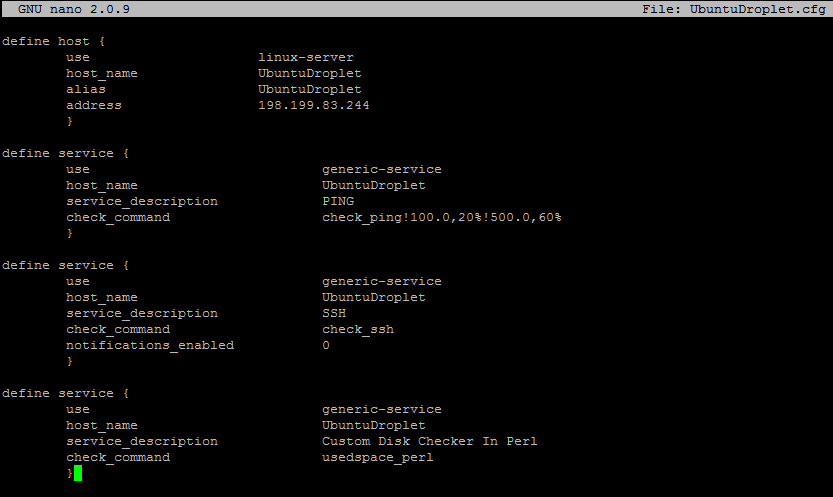 GNU nano 2.0.9 File: UbuntuDroplet.cfg
define host {
use linux-server
host_name UbuntuDroplet
alias UbuntuDroplet
address 198.199.83.244
}
define service {
use generic-service
host_name UbuntuDroplet
service_description PING
check_command check_ping!100.0,20%!500.0,60%
}
define service {
use generic-service
host_name UbuntuDroplet
service_description SSH
check_command check_ssh
notifications_enabled 0
}
define service {
use generic-service
host_name UbuntuDroplet
service_description Custom Disk Checker In Perl
check_command usedspace_perl
}